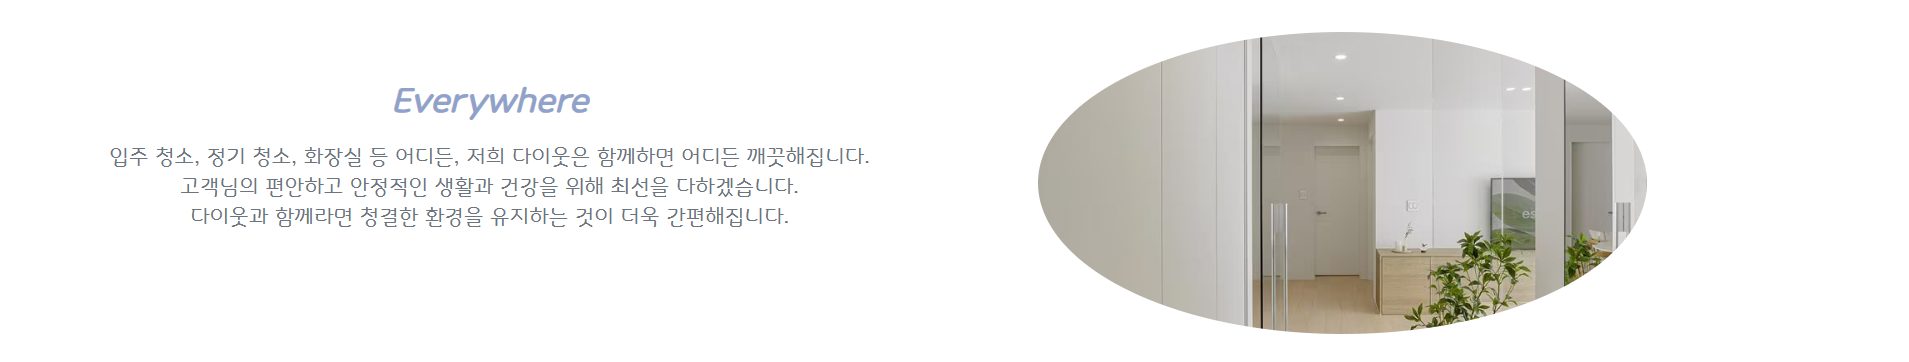 Everywhere
입주 청소, 정기 청소, 화장실 등 어디든, 저희 다이웃은 함께하면 어디든 깨끗해집니다.
고객님의 편안하고 안정적인 생활과 건강을 위해 최선을 다하겠습니다.
다이웃과 함께라면 청결한 환경을 유지하는 것이 더욱 간편해집니다.
es